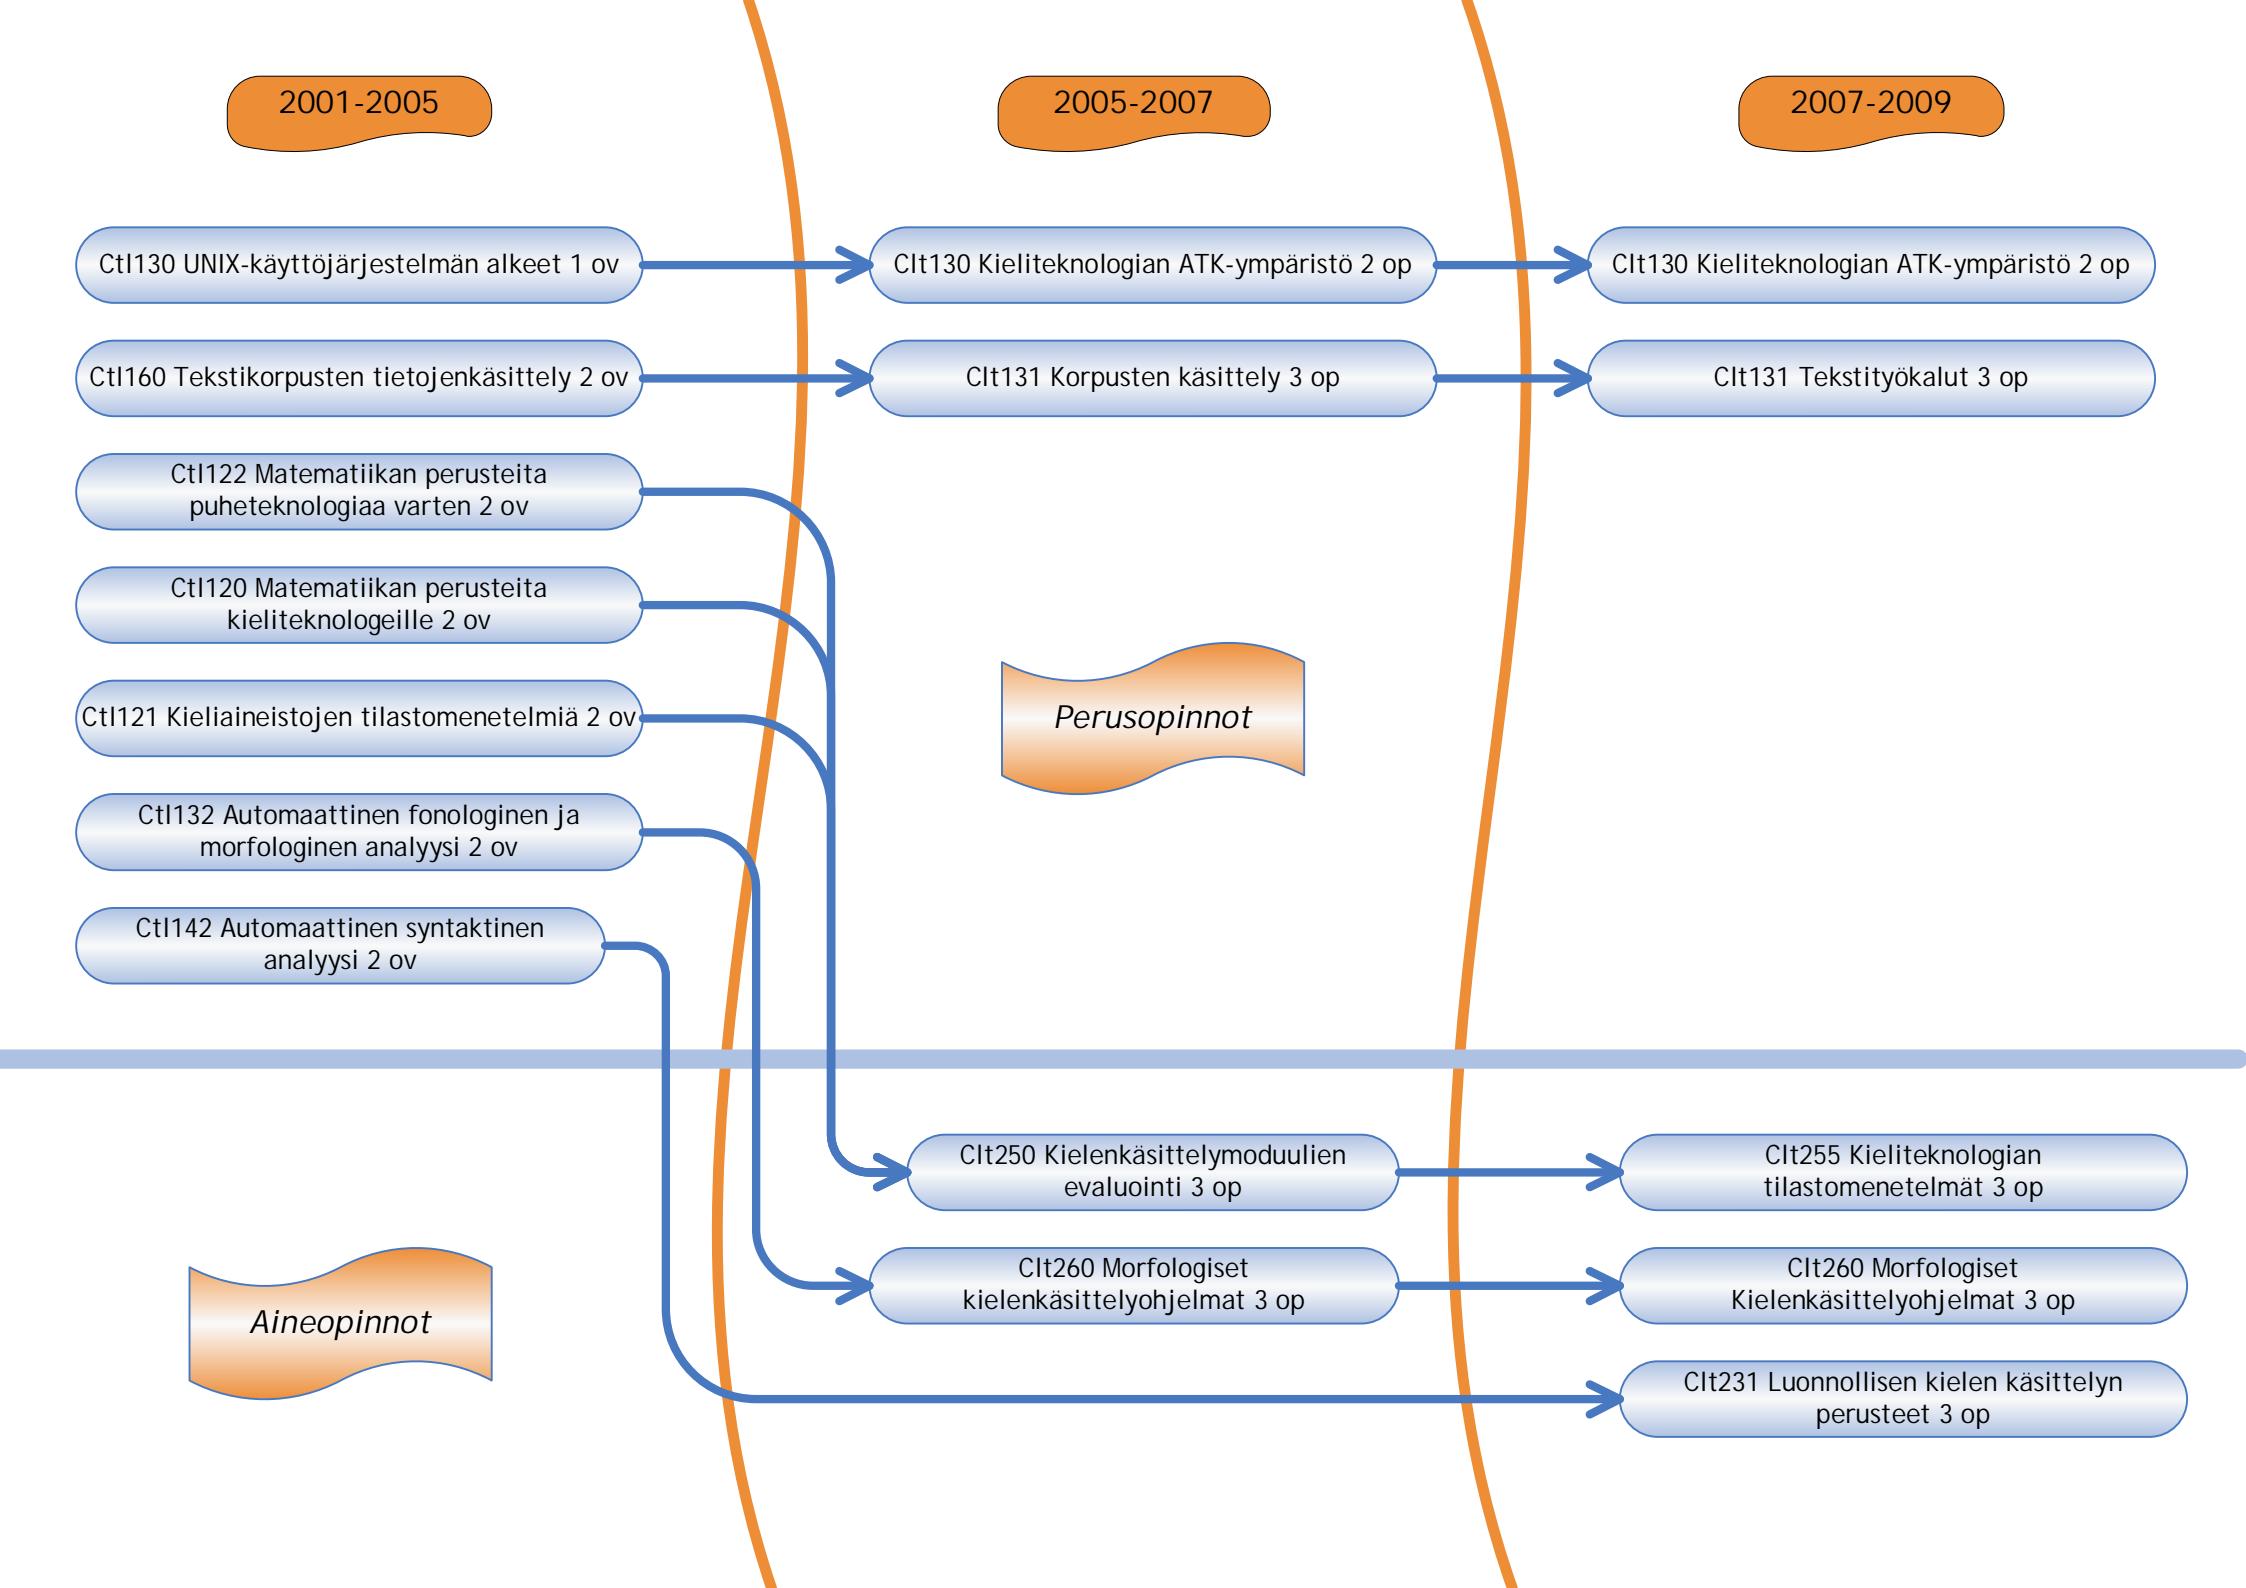 2001-2005
2005-2007
2007-2009
Ctl130 UNIX-käyttöjärjestelmän alkeet 1 ov
Clt130 Kieliteknologian ATK-ympäristö 2 op
Clt130 Kieliteknologian ATK-ympäristö 2 op
Ctl160 Tekstikorpusten tietojenkäsittely 2 ov
Clt131 Korpusten käsittely 3 op
Clt131 Tekstityökalut 3 op
Ctl122 Matematiikan perusteita
puheteknologiaa varten 2 ov
Ctl120 Matematiikan perusteita
kieliteknologeille 2 ov
Ctl121 Kieliaineistojen tilastomenetelmiä 2 ov
Perusopinnot
Ctl132 Automaattinen fonologinen ja
morfologinen analyysi 2 ov
Ctl142 Automaattinen syntaktinen
analyysi 2 ov
Clt250 Kielenkäsittelymoduulien
evaluointi 3 op
Clt255 Kieliteknologian
tilastomenetelmät 3 op
Clt260 Morfologiset
kielenkäsittelyohjelmat 3 op
Clt260 Morfologiset
Kielenkäsittelyohjelmat 3 op
Aineopinnot
Clt231 Luonnollisen kielen käsittelyn
perusteet 3 op